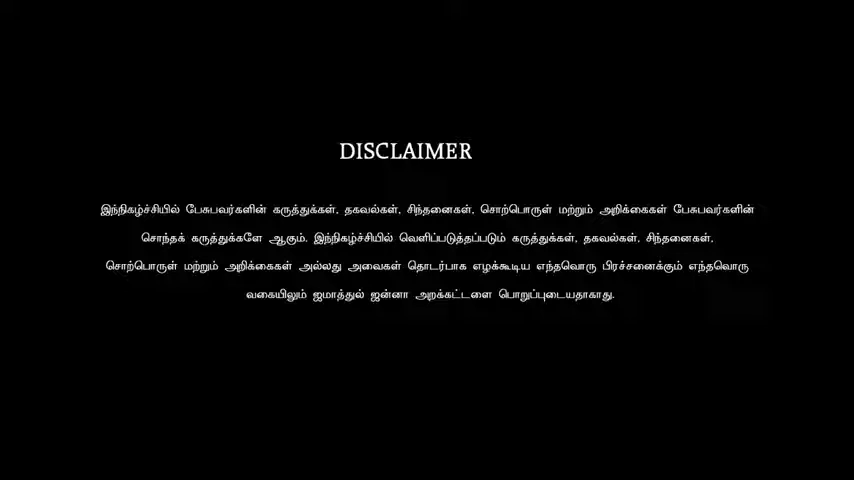 DISCLAIMER
இந்நிகழ்ச்சியில் பேசுபவர்களின் கருத்துக்கள், தகவல்கள், சிந்தனைகள், சொற்பொருள் மற்றும் அறிக்கைகள் பேசுபவர்களின்
சொந்தக் கருத்துக்களே ஆகும். இந்நிகழ்ச்சியில் வெளிப்படுத்தப்படும் கருத்துக்கள், தகவல்கள், சிந்தனைகள்,
சொற்பொருள் மற்றும் அறிக்கைகள் அல்லது அவைகள் தொடர்பாக எழக்கூடிய எந்தவொரு பிரச்சனைக்கும் எந்தவொரு
வகையிலும் ஜமாத்துல் ஜன்னா அறக்கட்டளை பொறுப்புடையதாகாது.